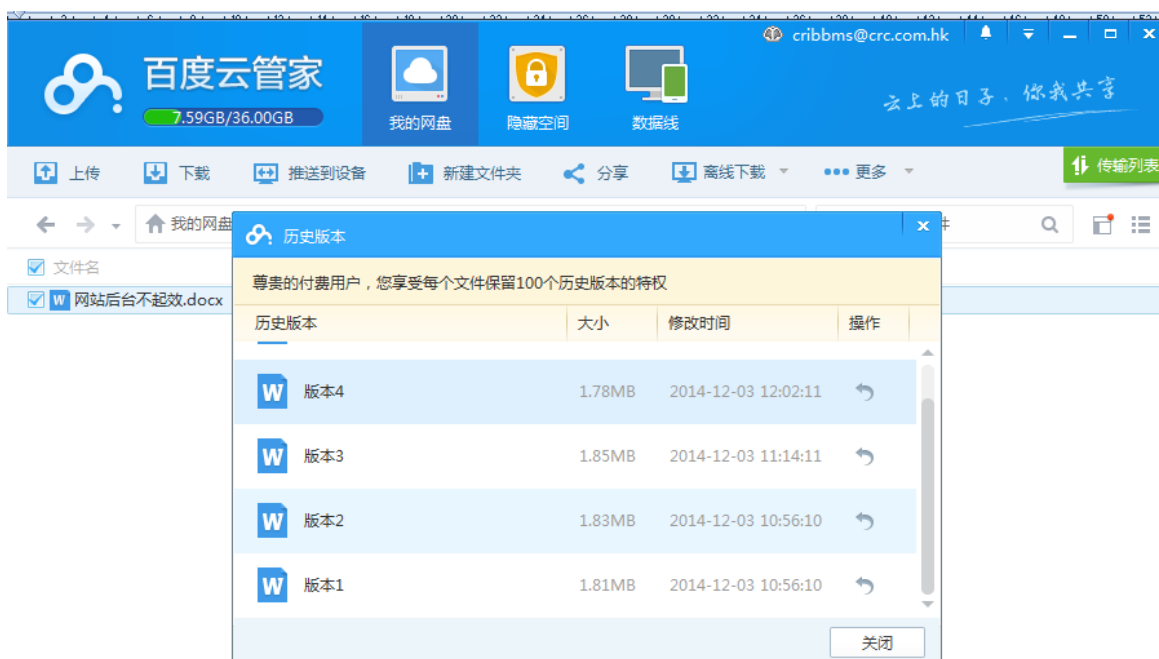 cribbms@crc.com.hk
百度云管家
7.59GB/36.00GB
我的网盘 隐藏空间 数据线
云上的日子、你我共享
上传 下载 推送到设备 新建文件夹 分享 离线下载 更多 传输列表
我的网盘 件
历史版本
文件名
尊贵的付费用户，您享受每个文件保留100个历史版本的特权
网站后台不起效.docx
历史版本 大小 修改时间 操作
版本4 1.78MB 2014-12-03 12:02:11
版本3 1.85MB 2014-12-03 11:14:11
版本2 1.83MB 2014-12-03 10:56:10
版本1 1.81MB 2014-12-03 10:56:10
关闭